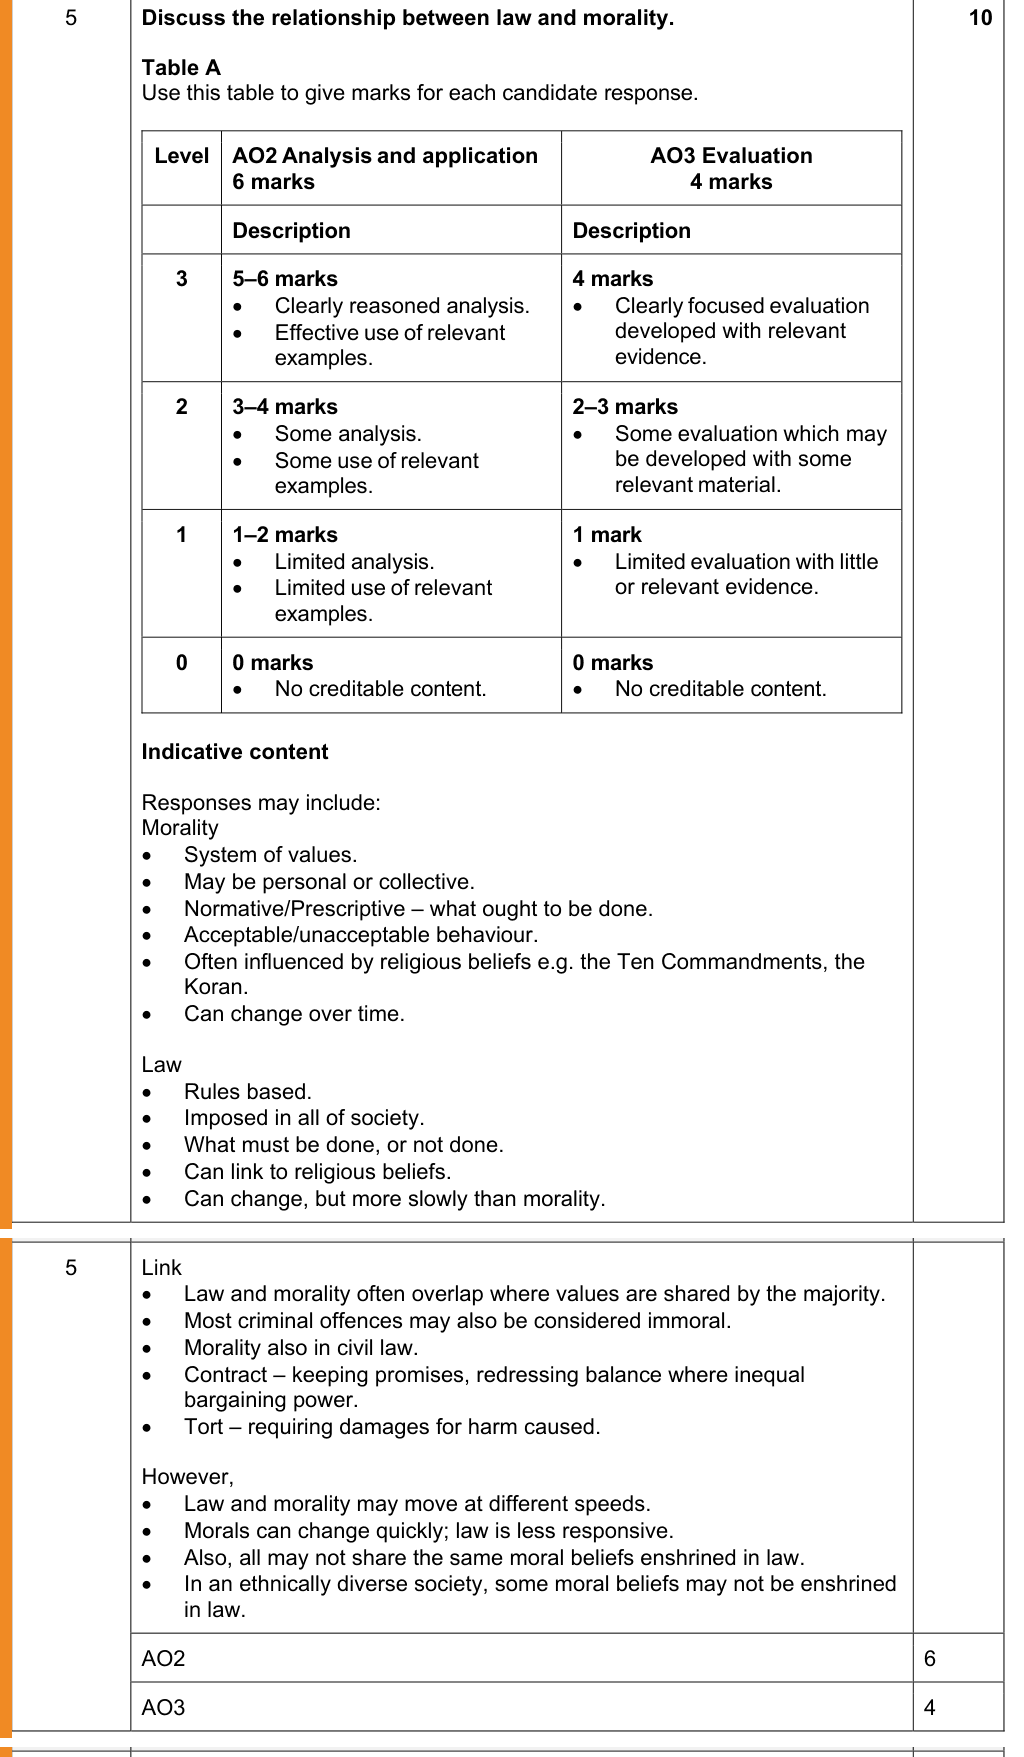 5
Discuss the relationship between law and morality.
10
Table A
Use this table to give marks for each candidate response.
Level
AO2 Analysis and application
6 marks
AO3 Evaluation
4 marks
Description
Description
3
5–6 marks
• Clearly reasoned analysis.
• Effective use of relevant
examples.
4 marks
• Clearly focused evaluation
developed with relevant
evidence.
2
3–4 marks
• Some analysis.
• Some use of relevant
examples.
2–3 marks
• Some evaluation which may
be developed with some
relevant material.
1
1–2 marks
• Limited analysis.
• Limited use of relevant
examples.
1 mark
• Limited evaluation with little
or relevant evidence.
0
0 marks
• No creditable content.
0 marks
• No creditable content.
Indicative content
Responses may include:
Morality
• System of values.
• May be personal or collective.
• Normative/Prescriptive – what ought to be done.
• Acceptable/unacceptable behaviour.
• Often influenced by religious beliefs e.g. the Ten Commandments, the
Koran.
• Can change over time.
Law
• Rules based.
• Imposed in all of society.
• What must be done, or not done.
• Can link to religious beliefs.
• Can change, but more slowly than morality.
5
Link
• Law and morality often overlap where values are shared by the majority.
• Most criminal offences may also be considered immoral.
• Morality also in civil law.
• Contract – keeping promises, redressing balance where inequal
bargaining power.
• Tort – requiring damages for harm caused.
However,
• Law and morality may move at different speeds.
• Morals can change quickly; law is less responsive.
• Also, all may not share the same moral beliefs enshrined in law.
• In an ethnically diverse society, some moral beliefs may not be enshrined
in law.
AO2
6
AO3
4